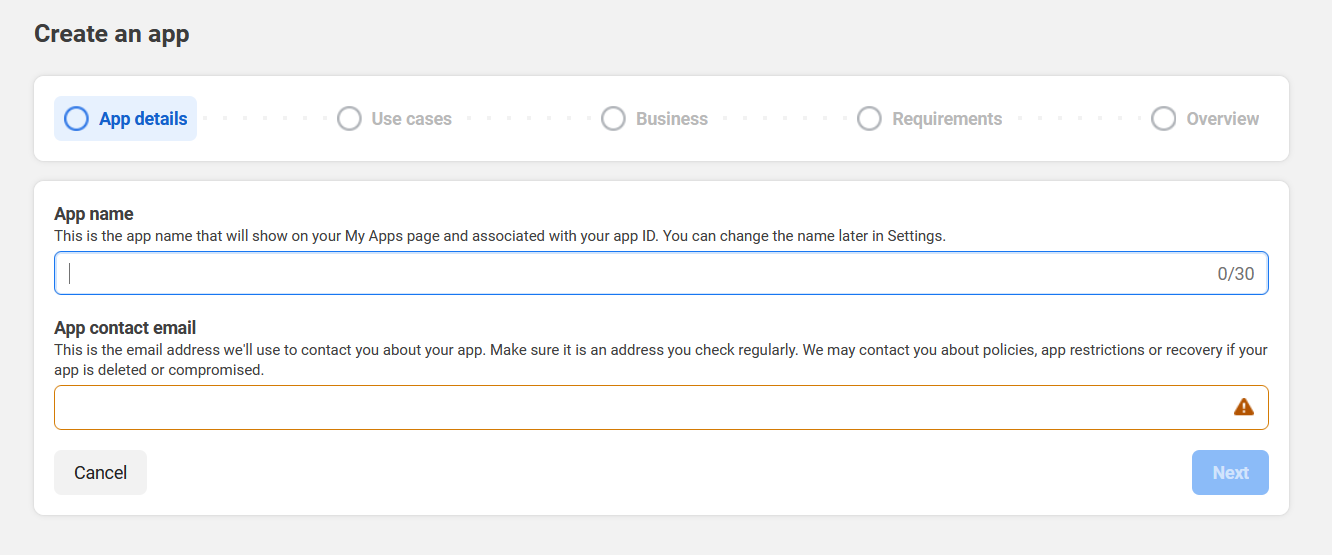 Create an app
App details
Use cases
Business
Requirements
Overview
App name
This is the app name that will show on your My Apps page and associated with your app ID. You can change the name later in Settings.
0/30
App contact email
This is the email address we'll use to contact you about your app. Make sure it is an address you check regularly. We may contact you about policies, app restrictions or recovery if your
app is deleted or compromised.
Cancel
Next